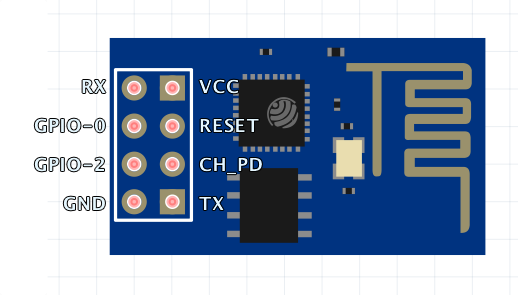 RX VCC
GPIO-0 RESET
GPIO-2 CH_PD
GND TX